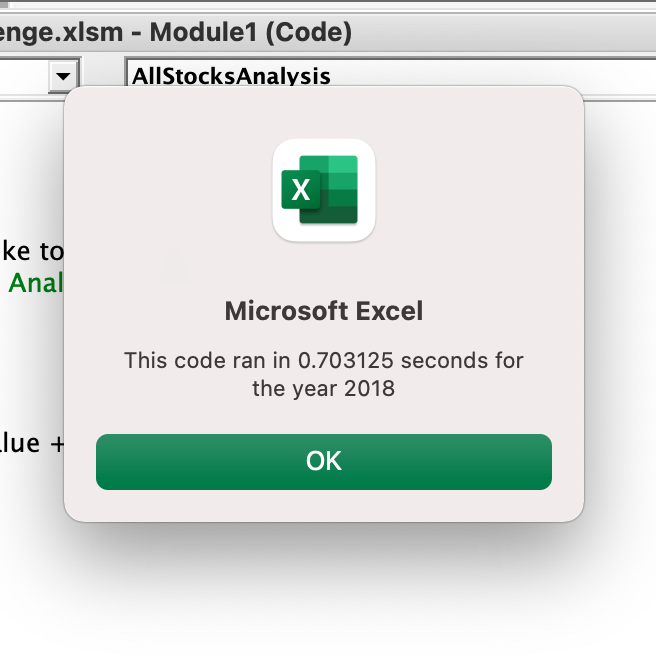 enge.xlsm - Module1 (Code)
AllStocksAnalysis
ke to
Anal
X
Microsoft Excel
This code ran in 0.703125 seconds for
the year 2018
lue +
OK